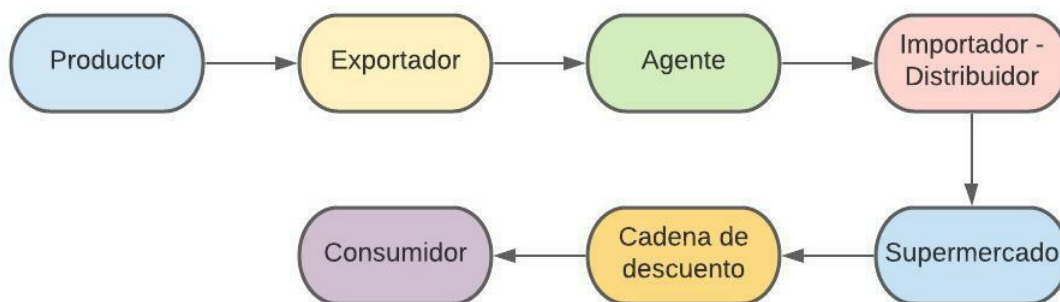 Productor
Exportador
Agente
Importador -
Distribuidor
Supermercado
Cadena de
descuento
Consumidor